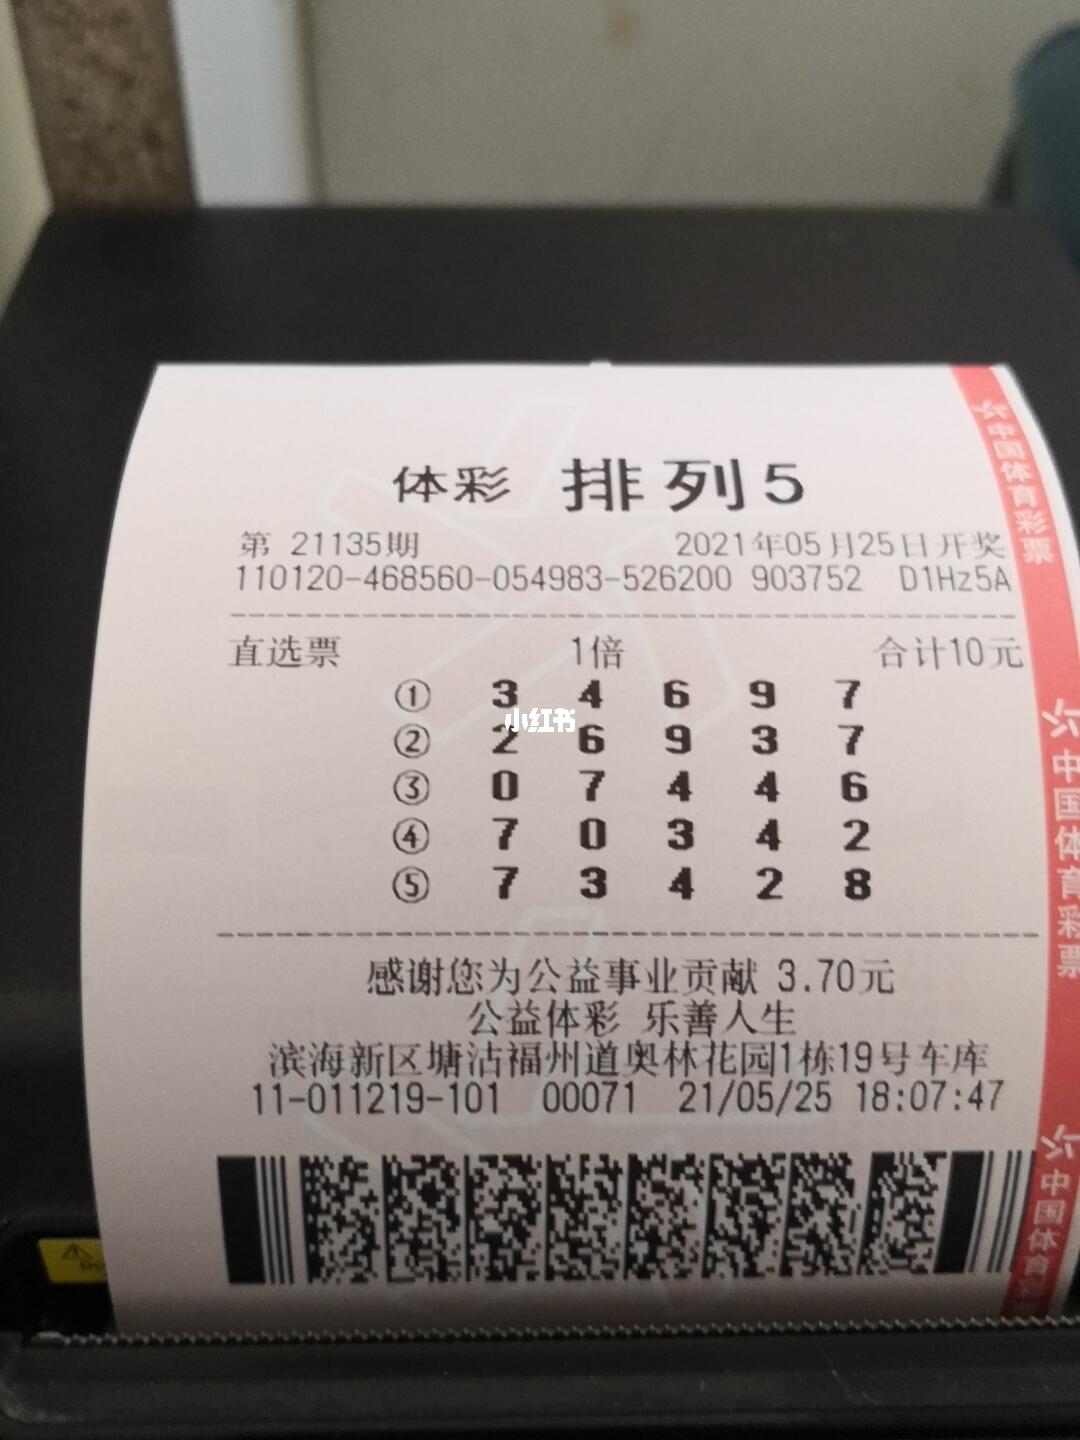 体彩 排列5
第 21135期 2021年05月25日开奖
110120-468560-054983-526200 903752 D1Hz5A
直选票 1倍 合计10元
① 3 4 6 9 7
② 2 6 9 3 7
③ 0 7 4 4 6
④ 7 0 3 4 2
⑤ 7 3 4 2 8
感谢您为公益事业贡献 3.70元
公益体彩 乐善人生
滨海新区塘沽福州道奥林花园1栋19号车库
11-011219-101 00071 21/05/25 18:07:47
中国体育彩票
中国体育彩票
中国体育彩
小红书